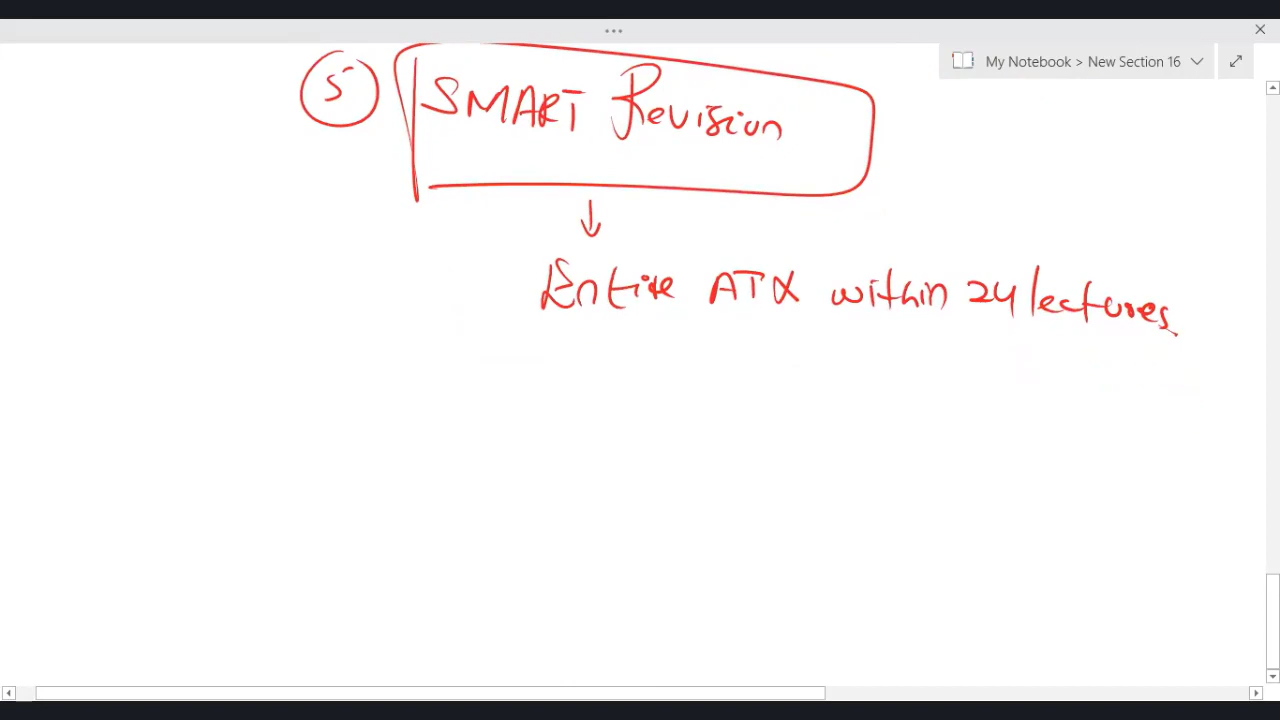 My Notebook > New Section 16
5 SMART Revision
↓
Entire ATX within 24 lectures